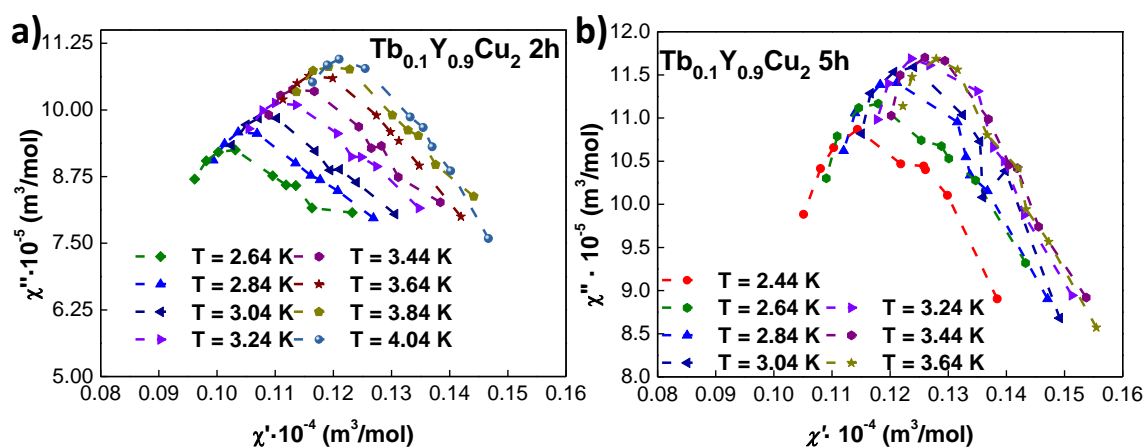 a)
Tb0.1Y0.9Cu2 2h
11.25
10.00
8.75
7.50
6.25
5.00
χ''·10-5 (m3/mol)
T = 2.64 K
T = 2.84 K
T = 3.04 K
T = 3.24 K
T = 3.44 K
T = 3.64 K
T = 3.84 K
T = 4.04 K
0.08 0.09 0.10 0.11 0.12 0.13 0.14 0.15 0.16
χ'·10-4 (m3/mol)
b)
Tb0.1Y0.9Cu2 5h
12.0
11.5
11.0
10.5
10.0
9.5
9.0
8.5
8.0
χ'' · 10-5 (m3/mol)
T = 2.44 K
T = 2.64 K
T = 2.84 K
T = 3.04 K
T = 3.24 K
T = 3.44 K
T = 3.64 K
0.08 0.09 0.10 0.11 0.12 0.13 0.14 0.15 0.16
χ'· 10-4 (m3/mol)